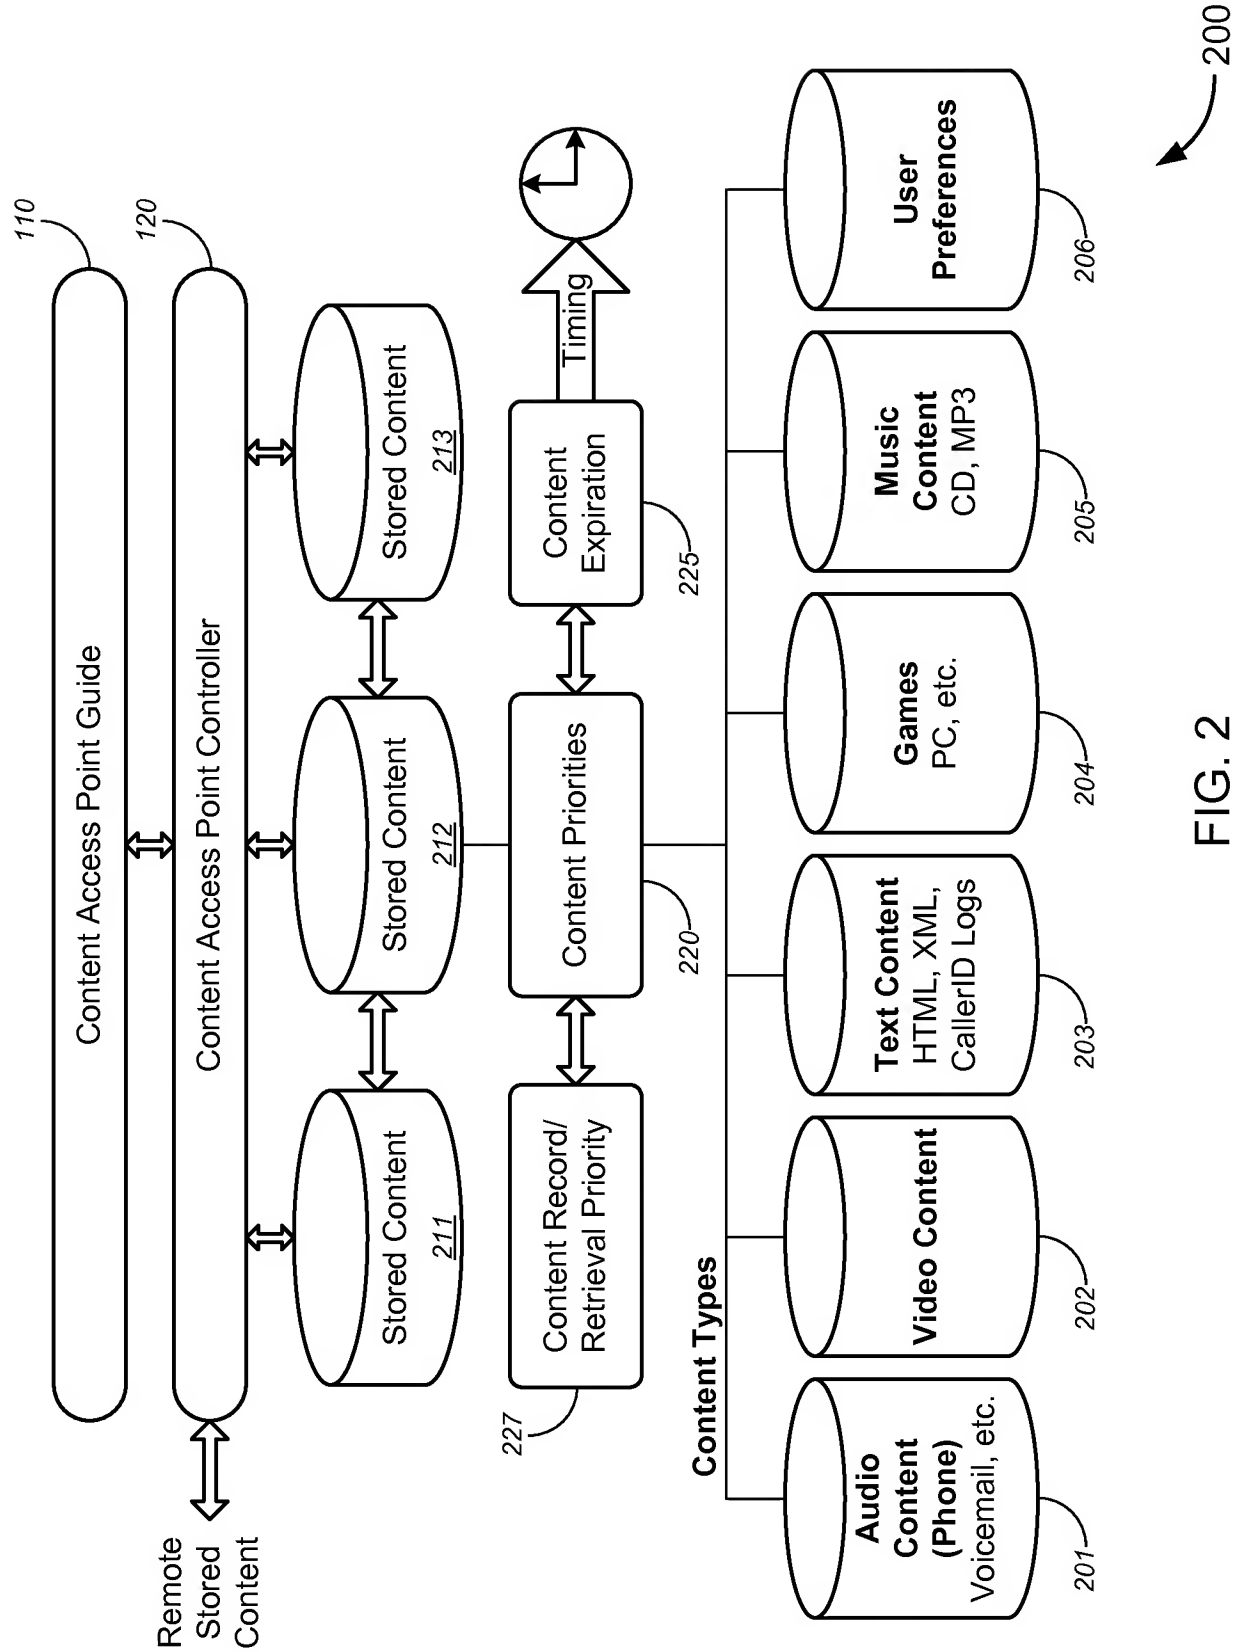 110
Content Access Point Guide
120
Content Access Point Controller
Remote
Stored
Content
Stored Content
211
Stored Content
212
Stored Content
213
227
Content Record/
Retrieval Priority
Content Priorities
220
Content
Expiration
225
Timing
Content Types
Audio
Content
(Phone)
Voicemail, etc.
201
Video Content
202
Text Content
HTML, XML,
CallerID Logs
203
Games
PC, etc.
204
Music
Content
CD, MP3
205
User
Preferences
206
200
FIG. 2